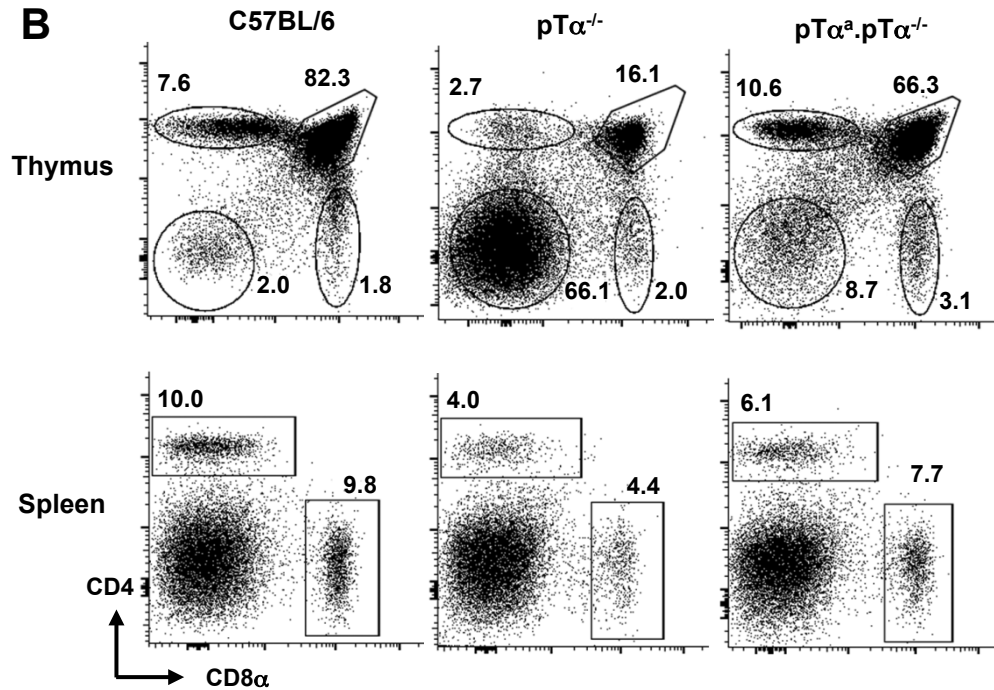 B
C57BL/6 pTα-/- pTαª.pTα-/-
7.6 82.3 2.7 16.1 10.6 66.3
Thymus
2.0 1.8 66.1 2.0 8.7 3.1
10.0 4.0 6.1
9.8 4.4 7.7
Spleen
CD4
CD8α